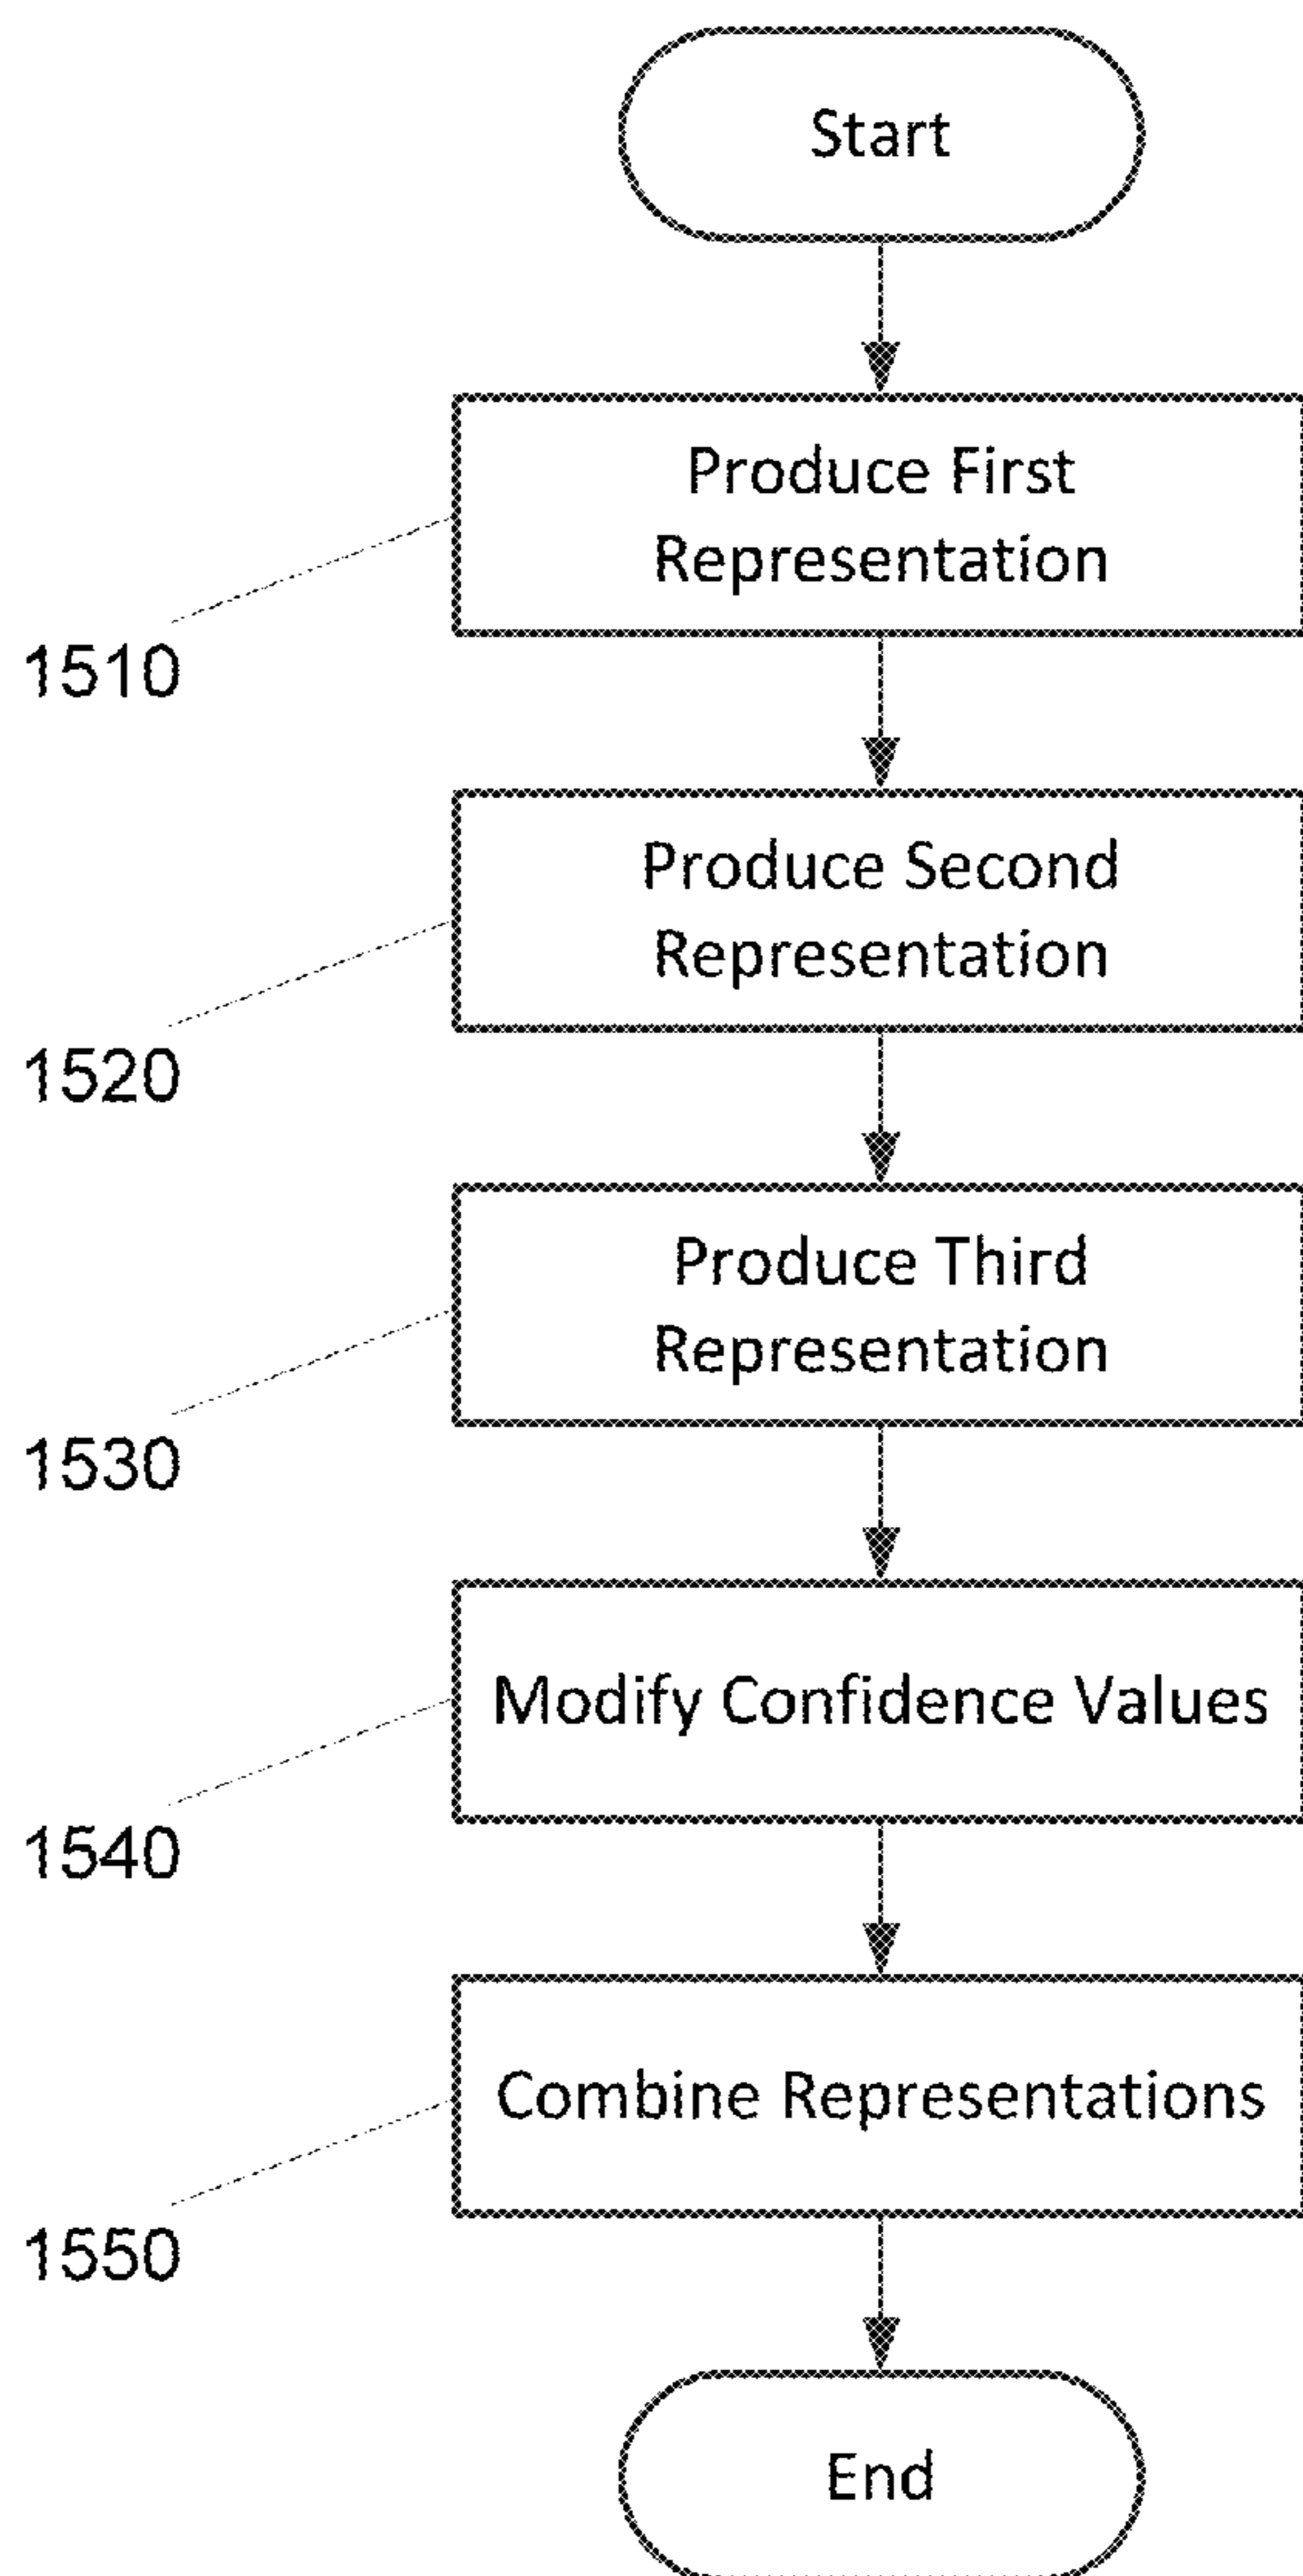 Start
Produce First
Representation
1510
Produce Second
Representation
1520
Produce Third
Representation
1530
Modify Confidence Values
1540
Combine Representations
1550
End